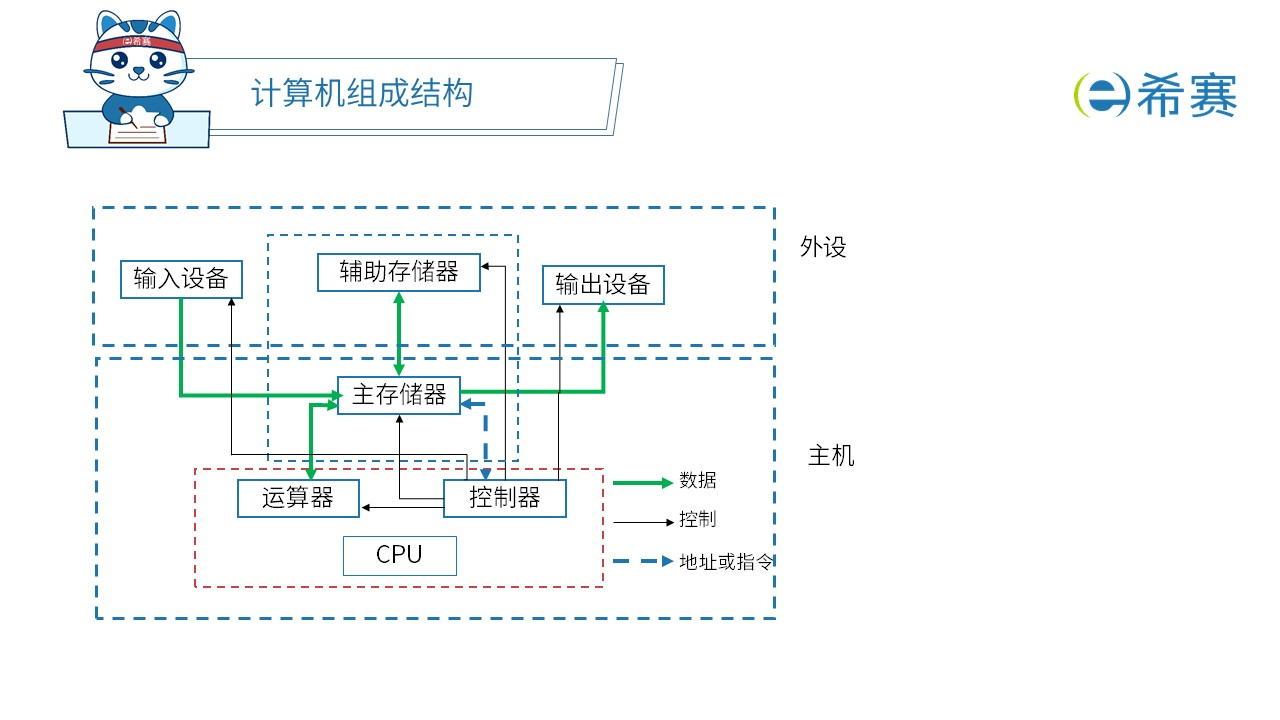 希赛
计算机组成结构
希赛
外设
输入设备
辅助存储器
输出设备
主存储器
主机
运算器
控制器
CPU
数据
控制
地址或指令